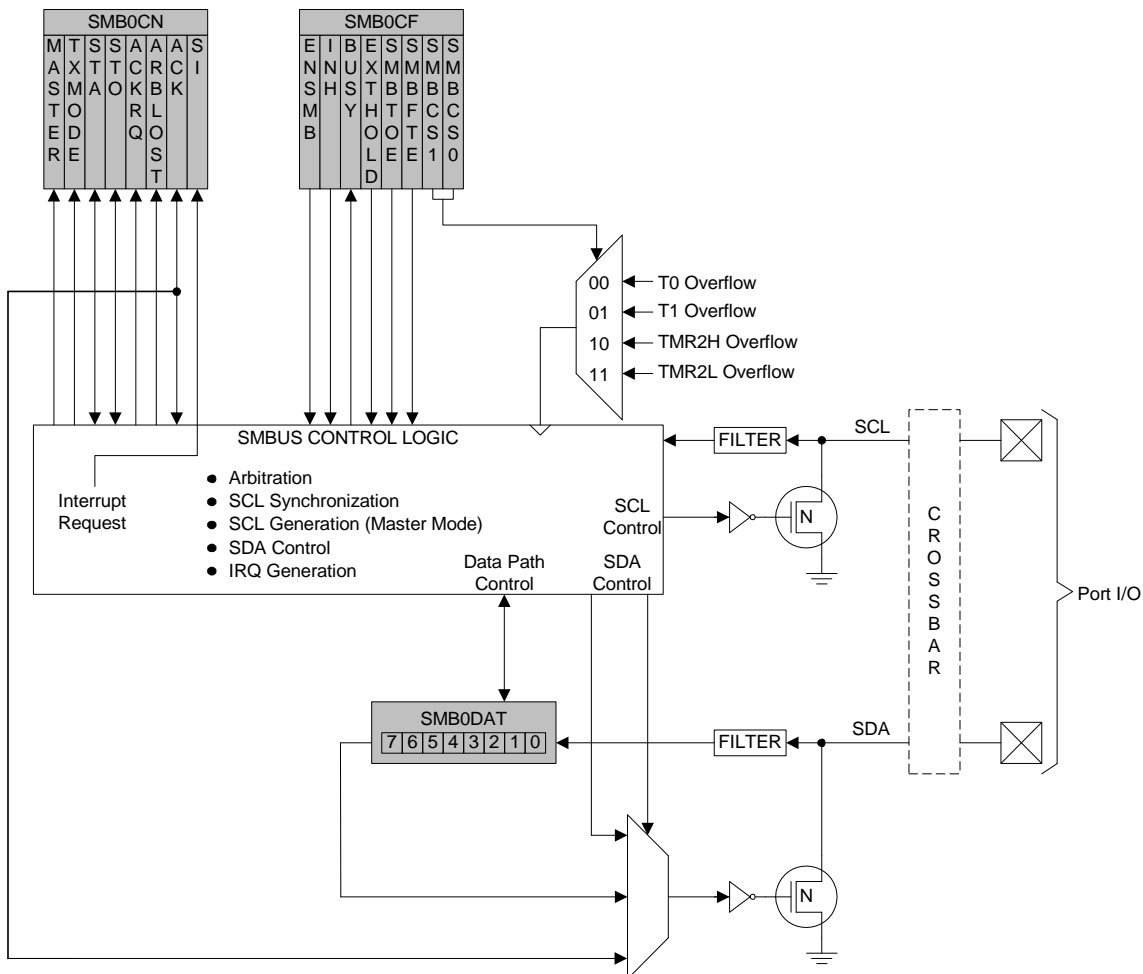 SMB0CN
MASTER
TXMODE
STA
STO
ACKRQ
ARBLOST
ACK
SI
SMB0CF
ENSMB
INH
BUSY
EXTHOLD
SMBTOE
SMBFTE
SMBCS1
SMBCS0
00
01
10
11
T0 Overflow
T1 Overflow
TMR2H Overflow
TMR2L Overflow
SMBUS CONTROL LOGIC
Interrupt
Request
Arbitration
SCL Synchronization
SCL Generation (Master Mode)
SDA Control
IRQ Generation
Data Path
Control
SCL
Control
SDA
Control
FILTER
SCL
N
CROSSBAR
Port I/O
SMB0DAT
7 6 5 4 3 2 1 0
FILTER
SDA
N